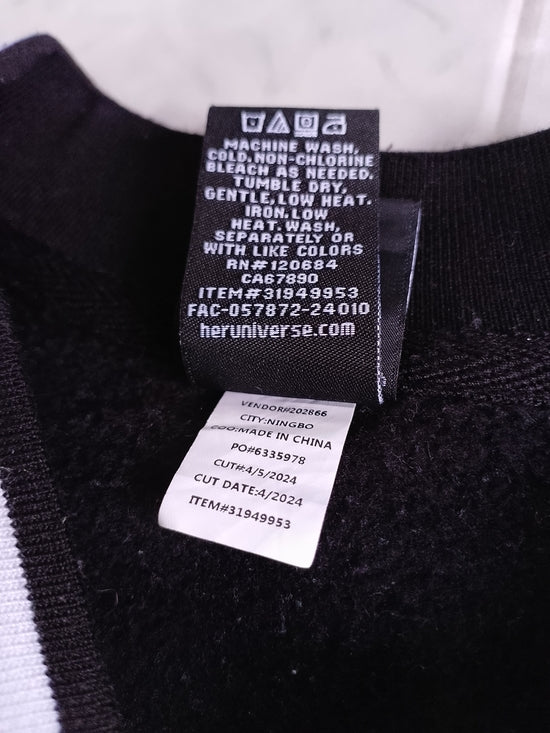 MACHINE WASH,
COLD, NON-CHLORINE
BLEACH AS NEEDED.
TUMBLE DRY,
GENTLE, LOW HEAT.
IRON, LOW
HEAT. WASH,
SEPARATELY OR
WITH LIKE COLORS
RN#120684
CA67890
ITEM#31949953
FAC-057872-24010
heruniverse.com
VENDOR#202866
CITY:NINGBO
COO:MADE IN CHINA
PO#6335978
CUT#:4/5/2024
CUT DATE:4/2024
ITEM#31949953